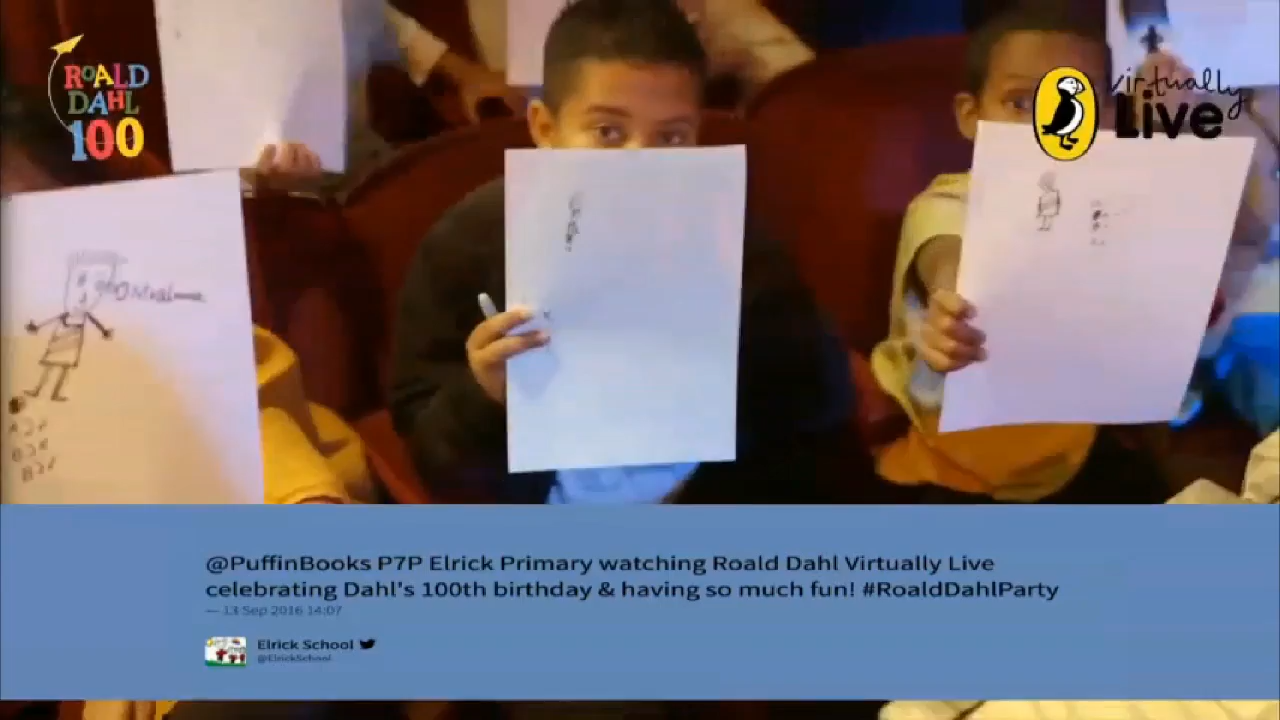 ROALD
DAHL
100
virtually
Live
@PuffinBooks P7P Elrick Primary watching Roald Dahl Virtually Live
celebrating Dahl's 100th birthday & having so much fun! #RoaldDahlParty
— 13 Sep 2016 14:07
Elrick School
@ElrickSchool